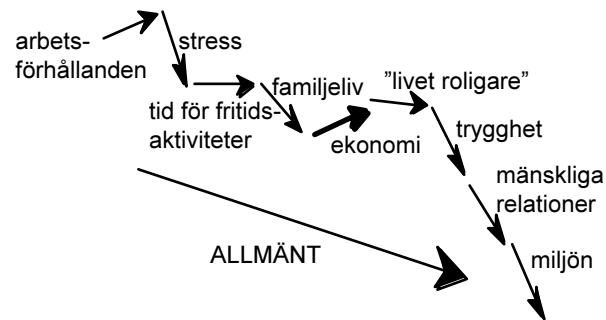 arbets-
förhållanden
stress
tid för fritids-
aktiviteter
familjeliv
ekonomi
”livet roligare”
trygghet
mänskliga
relationer
miljön
ALLMÄNT